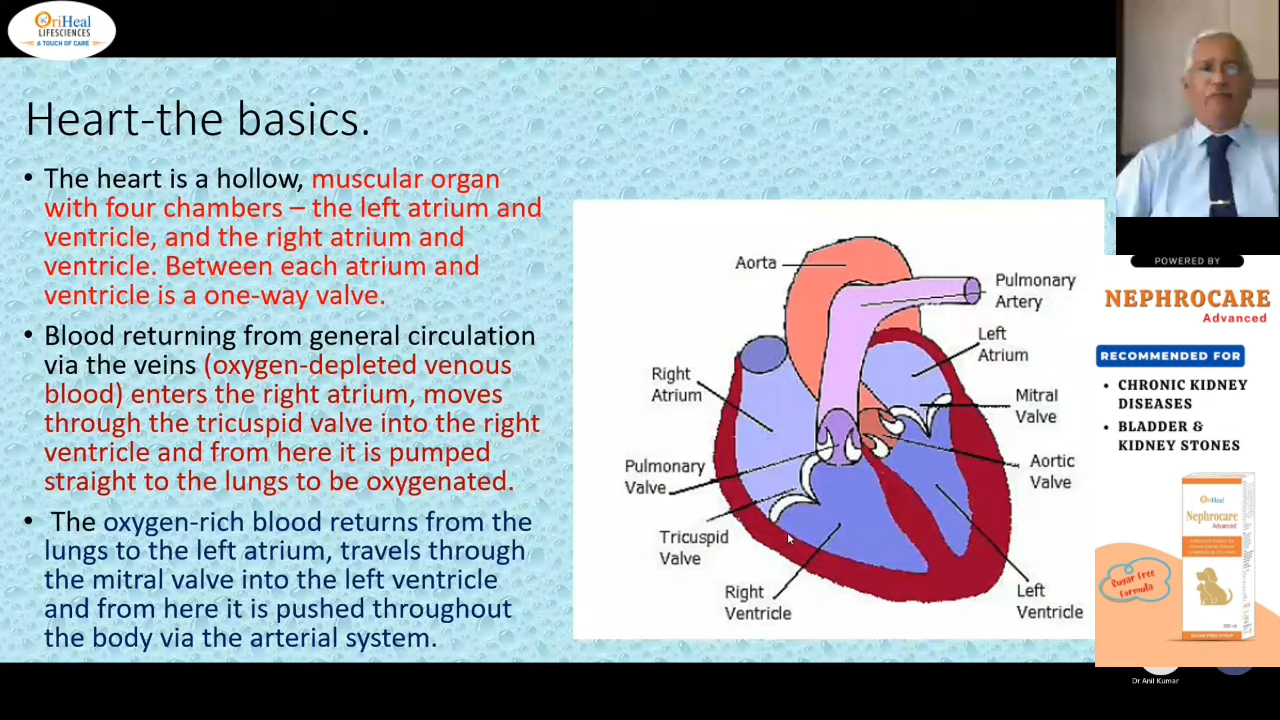 OriHeal
LIFESCIENCES
A TOUCH OF CARE
Heart-the basics.
• The heart is a hollow, muscular organ
with four chambers – the left atrium and
ventricle, and the right atrium and
ventricle. Between each atrium and
ventricle is a one-way valve.
• Blood returning from general circulation
via the veins (oxygen-depleted venous
blood) enters the right atrium, moves
through the tricuspid valve into the right
ventricle and from here it is pumped
straight to the lungs to be oxygenated.
• The oxygen-rich blood returns from the
lungs to the left atrium, travels through
the mitral valve into the left ventricle
and from here it is pushed throughout
the body via the arterial system.
Aorta
Pulmonary
Artery
Left
Atrium
Right
Atrium
Mitral
Valve
Pulmonary
Valve
Aortic
Valve
Tricuspid
Valve
Right
Ventricle
Left
Ventricle
POWERED BY
NEPHROCARE
Advanced
RECOMMENDED FOR
• CHRONIC KIDNEY
DISEASES
• BLADDER &
KIDNEY STONES
Sugar Free
Formula
OriHeal
Nephrocare
Advanced
Dr Anil Kumar